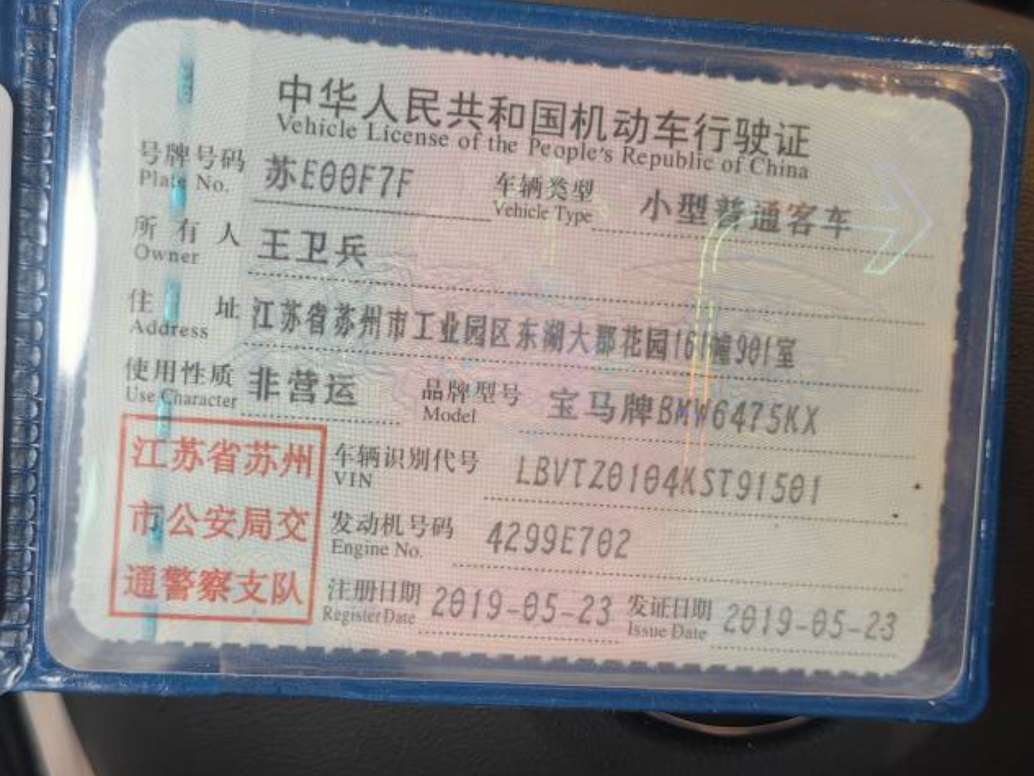 中华人民共和国机动车行驶证
Vehicle License of the People's Republic of China
号牌号码 苏E00F7F 车辆类型 小型普通客车
Plate No. Vehicle Type
所有人 王卫兵
Owner
住址 江苏省苏州市工业园区东湖大郡花园161幢901室
Address
使用性质 非营运 品牌型号 宝马牌BMW6475KX
Use Character Model
江苏省苏州
市公安局交
通警察支队
车辆识别代号 LBVTZ0104KST91501
VIN
发动机号码 4299E702
Engine No.
注册日期 2019-05-23 发证日期 2019-05-23
Register Date Issue Date